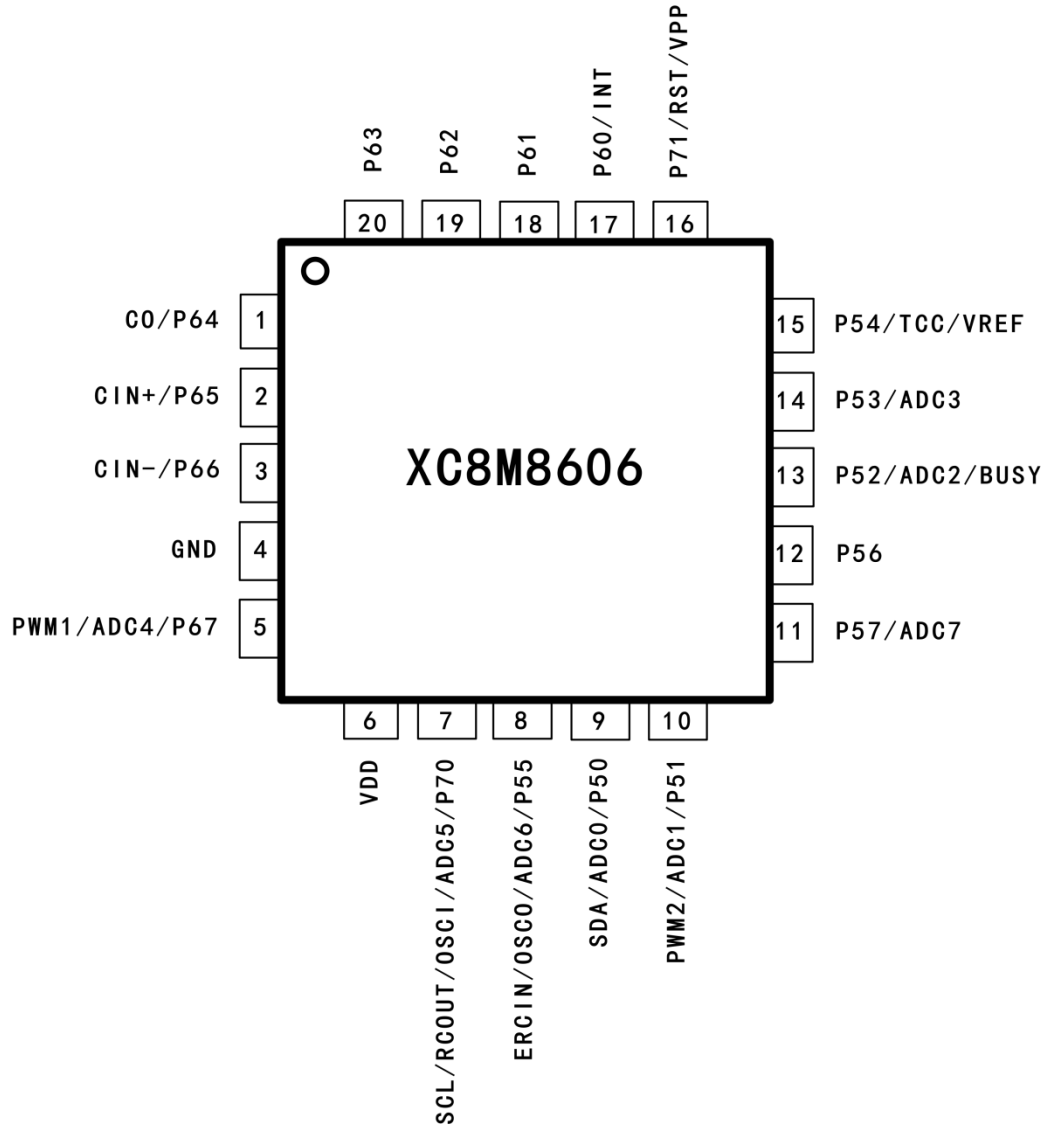 P63
P62
P61
P60/INT
P71/RST/VPP
20
19
18
17
16
CO/P64
1
15
P54/TCC/VREF
CIN+/P65
2
14
P53/ADC3
CIN-/P66
3
XC8M8606
13
P52/ADC2/BUSY
GND
4
12
P56
PWM1/ADC4/P67
5
11
P57/ADC7
6
7
8
9
10
VDD
SCL/RCOUT/OSCI/ADC5/P70
ERCIN/OSCO/ADC6/P55
SDA/ADC0/P50
PWM2/ADC1/P51